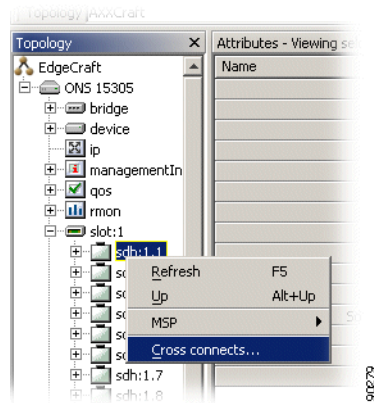 Topology AXXCraft
Topology
Attributes - Viewing se
EdgeCraft
Name
ONS 15305
bridge
device
ip
managementIn
qos
rmon
slot:1
sdh:1.1
Refresh F5
Up Alt+Up
MSP
Cross connects...
sdh:1.7
sdh:1.8
90279